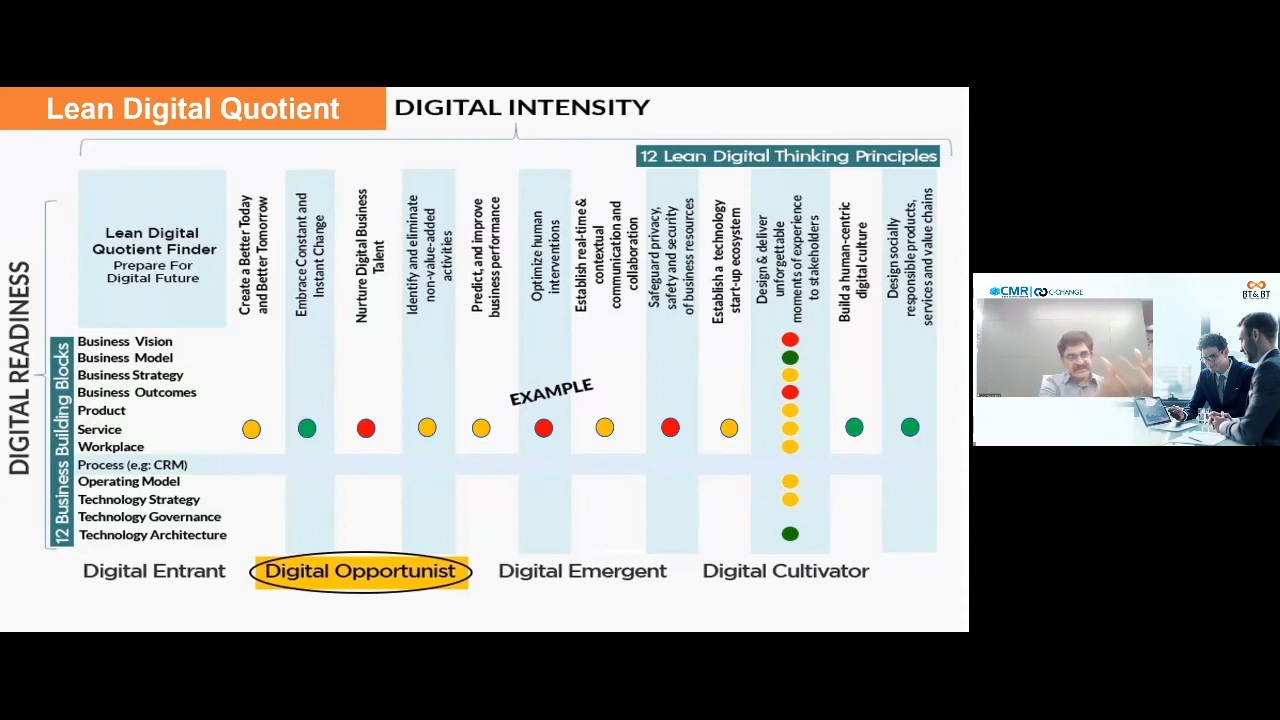 Lean Digital Quotient
DIGITAL INTENSITY
12 Lean Digital Thinking Principles
DIGITAL READINESS
12 Business Building Blocks
Lean Digital
Quotient Finder
Prepare For
Digital Future
Create a Better Today
and Better Tomorrow
Embrace Constant and
Instant Change
Nurture Digital Business
Talent
Identify and eliminate
non-value-added
activities
Predict, and improve
business performance
Optimize human
interventions
Establish real-time &
contextual
communication and
collaboration
Safeguard privacy,
safety and security
of business resources
Establish a technology
start-up ecosystem
Design & deliver
unforgettable
moments of experience
to stakeholders
Build a human-centric
digital culture
Design socially
responsible products,
services and value chains
Business Vision
Business Model
Business Strategy
Business Outcomes
Product
Service
Workplace
Process (e.g: CRM)
Operating Model
Technology Strategy
Technology Governance
Technology Architecture
EXAMPLE
Digital Entrant
Digital Opportunist
Digital Emergent
Digital Cultivator
CMR
C-CHANGE
BT&BT